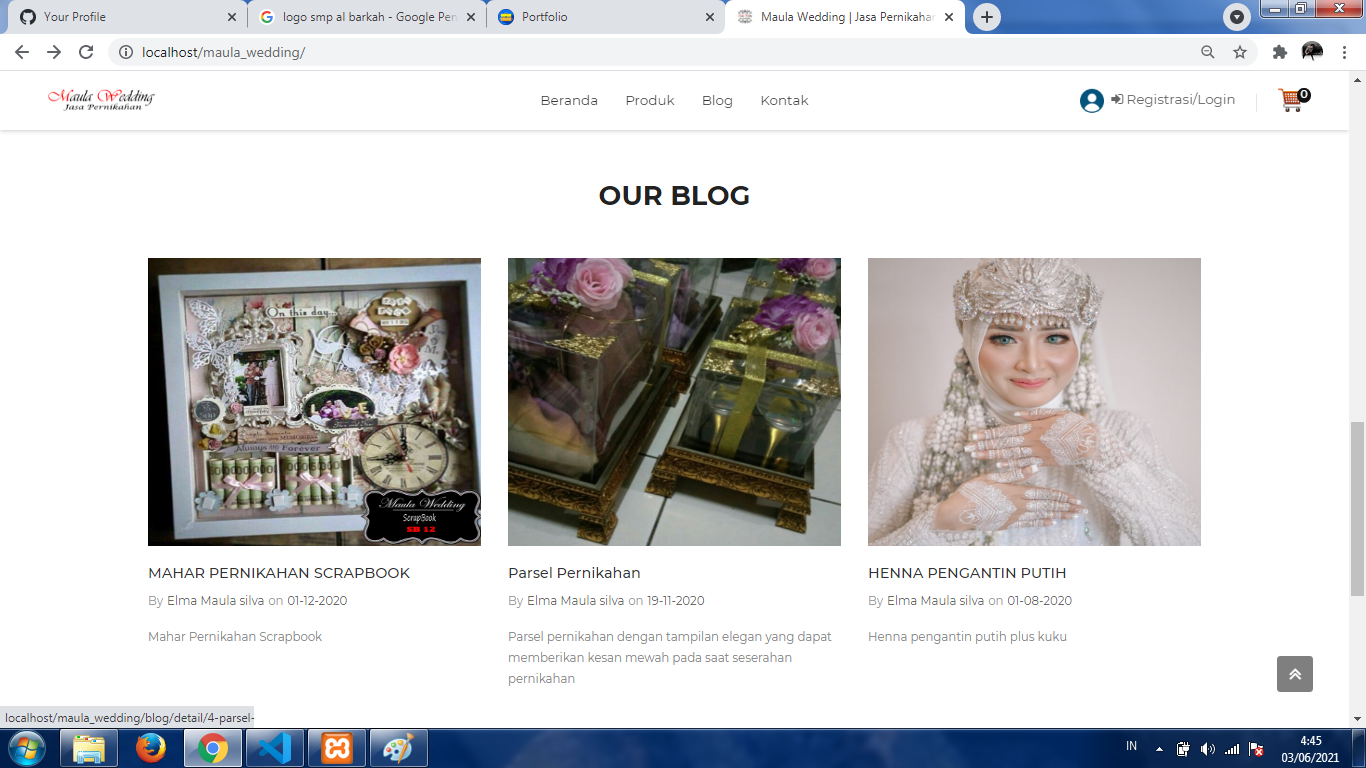 Your Profile
logo smp al barkah - Google Pen
Portfolio
Maula Wedding | Jasa Pernikahan
localhost/maula_wedding/
Maula Wedding
Jasa Pernikahan
Beranda
Produk
Blog
Kontak
Registrasi/Login
0
OUR BLOG
On this day...
LOVE
Always and Forever
Maula Wedding
ScrapBook
SB 12
MAHAR PERNIKAHAN SCRAPBOOK
By Elma Maula silva on 01-12-2020
Mahar Pernikahan Scrapbook
Parsel Pernikahan
By Elma Maula silva on 19-11-2020
Parsel pernikahan dengan tampilan elegan yang dapat
memberikan kesan mewah pada saat seserahan
pernikahan
HENNA PENGANTIN PUTIH
By Elma Maula silva on 01-08-2020
Henna pengantin putih plus kuku
localhost/maula_wedding/blog/detail/4-parsel-
IN
4:45
03/06/2021